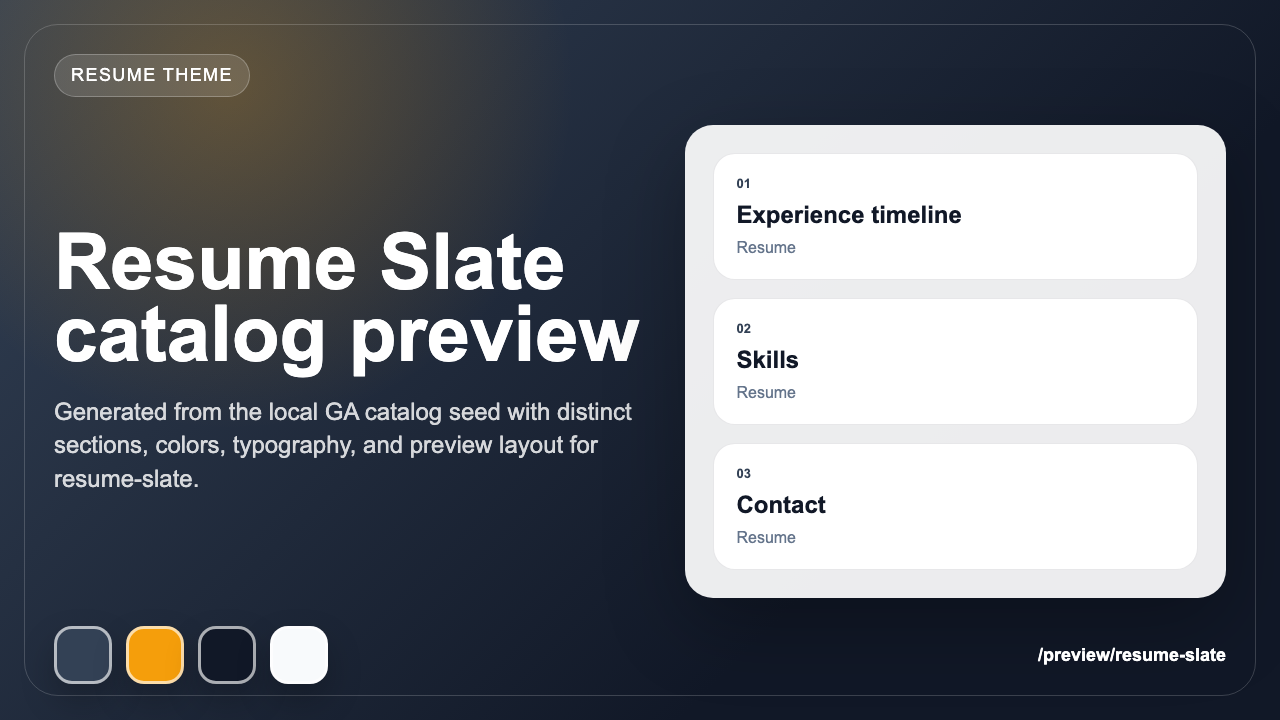 RESUME THEME
Resume Slate
catalog preview
Generated from the local GA catalog seed with distinct
sections, colors, typography, and preview layout for
resume-slate.
01
Experience timeline
Resume
02
Skills
Resume
03
Contact
Resume
/preview/resume-slate